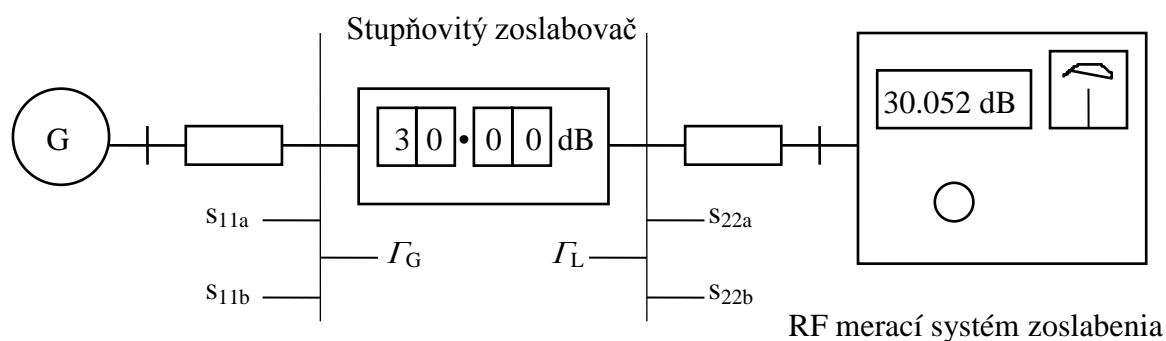 Stupňovitý zoslabovač
G
3 0 • 0 0 dB
30.052 dB
s11a
s22a
ΓG
ΓL
s11b
s22b
RF merací systém zoslabenia